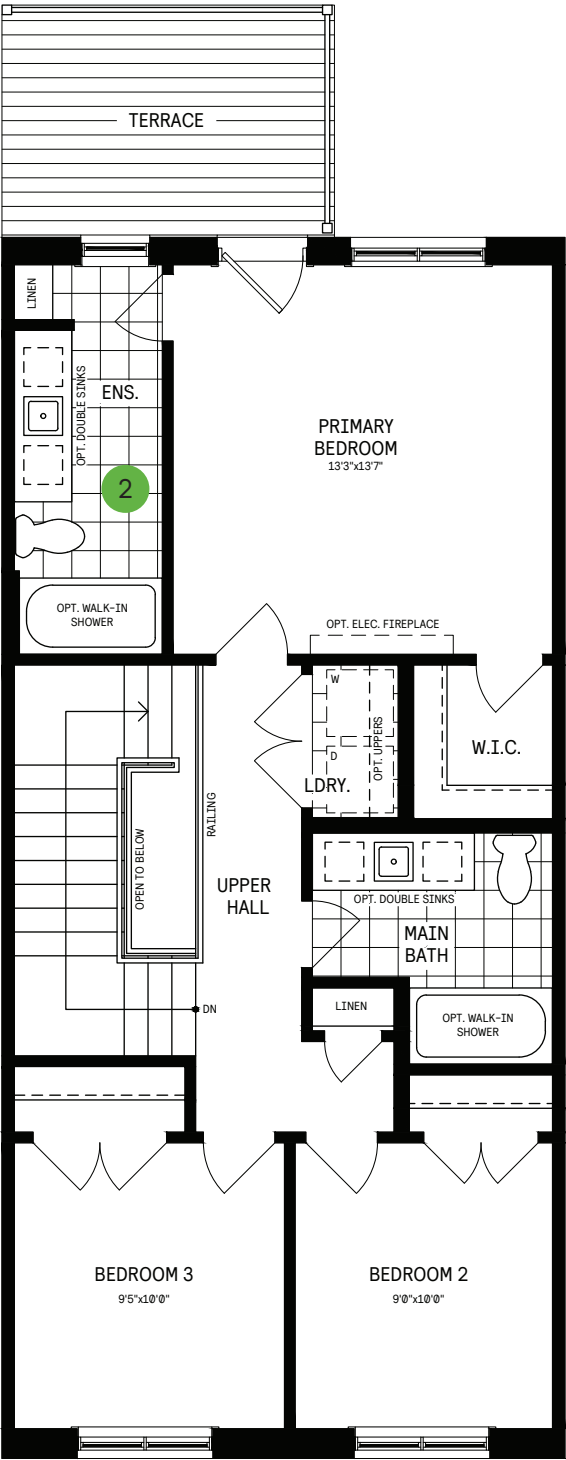 TERRACE
LINEN
OPT. DOUBLE SINKS
ENS.
2
PRIMARY
BEDROOM
13'3"x13'7"
OPT. WALK-IN
SHOWER
OPT. ELEC. FIREPLACE
W
D
OPT. UPPERS
LDRY.
W.I.C.
RAILING
OPEN TO BELOW
UPPER
HALL
OPT. DOUBLE SINKS
MAIN
BATH
DN
LINEN
OPT. WALK-IN
SHOWER
BEDROOM 3
9'5"x10'0"
BEDROOM 2
9'0"x10'0"